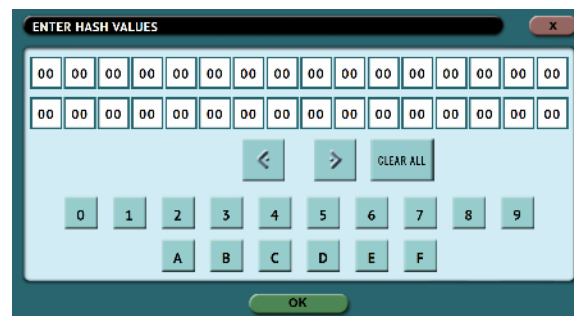 ENTER HASH VALUES X
00 00 00 00 00 00 00 00 00 00 00 00 00 00 00 00
00 00 00 00 00 00 00 00 00 00 00 00 00 00 00 00
< > CLEAR ALL
0 1 2 3 4 5 6 7 8 9
A B C D E F
OK